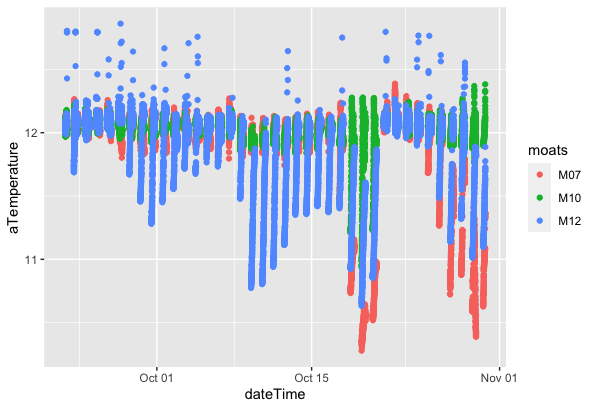 12
11
aTemperature
Oct 01
Oct 15
Nov 01
dateTime
moats
M07
M10
M12